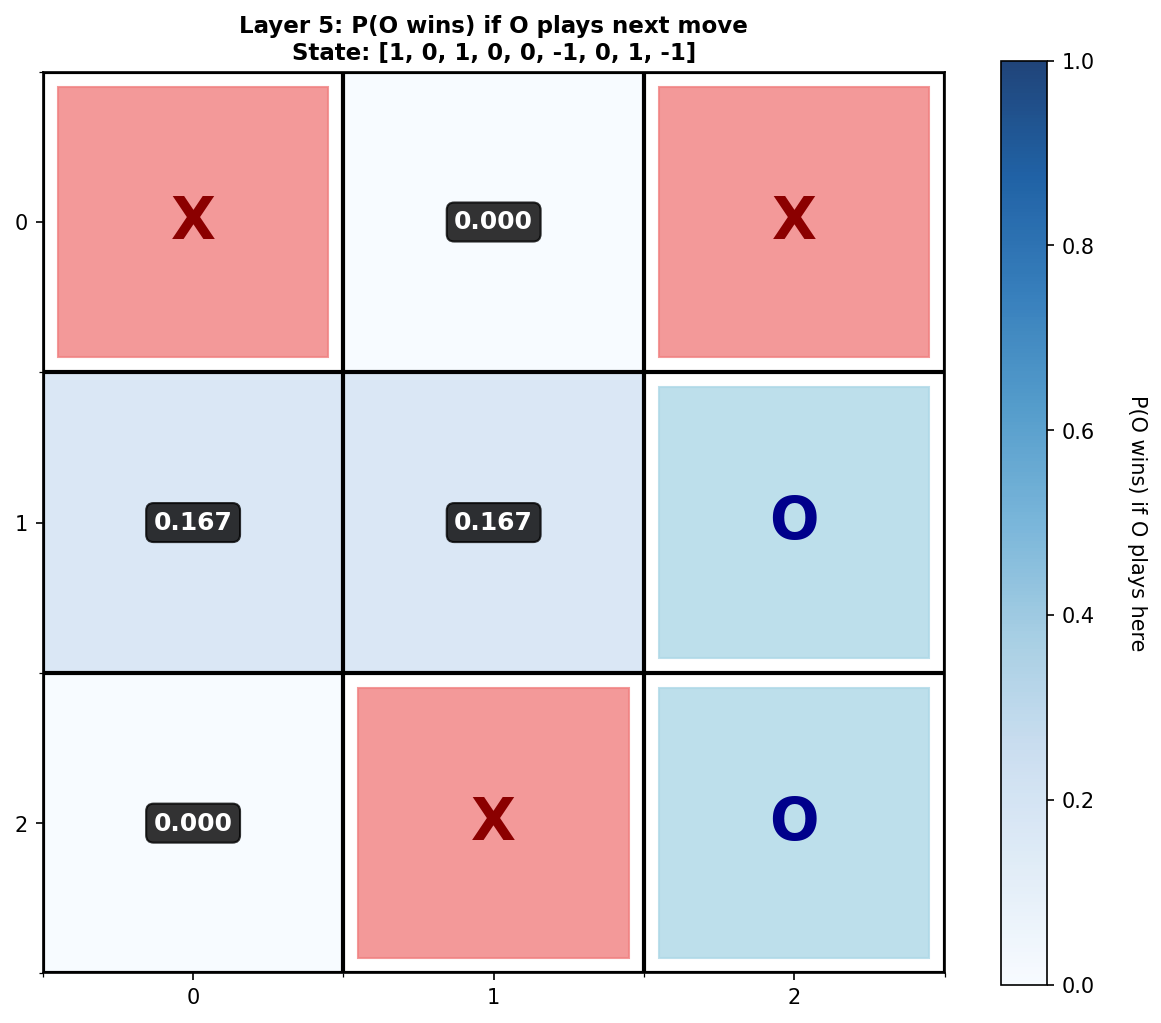 Layer 5: P(O wins) if O plays next move
State: [1, 0, 1, 0, 0, -1, 0, 1, -1]
0
X
0.000
X
1
0.167
0.167
O
2
0.000
X
O
0
1
2
1.0
0.8
0.6
0.4
0.2
0.0
P(O wins) if O plays here